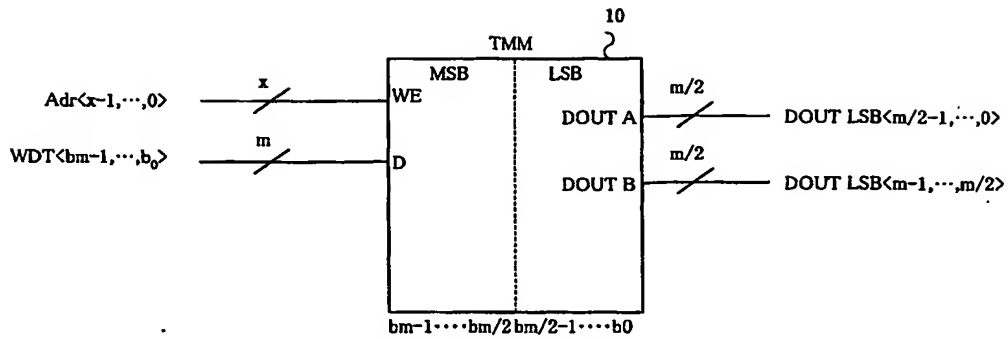 10
TMM
MSB LSB
x
Adr<x-1,···,0>
WE
m/2
DOUT A
DOUT LSB<m/2-1,···,0>
m
WDT<bm-1,···,b₀>
D
m/2
DOUT B
DOUT LSB<m-1,···,m/2>
bm-1····bm/2 bm/2-1····b0